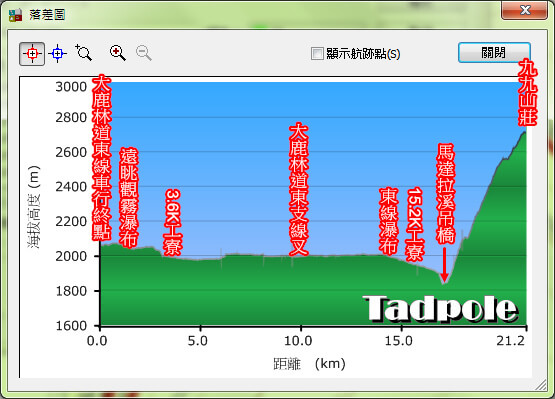 落差圖
顯示航跡點(S)
關閉
大鹿林道東線車行終點
遠眺觀霧瀑布
3.6K工寮
大鹿林道東支線叉
東線瀑布
15.2K工寮
馬達拉溪吊橋
九九山莊
海拔高度 (m)
3000
2800
2600
2400
2200
2000
1800
1600
Tadpole
0.0
5.0
10.0
15.0
21.2
距離 (km)